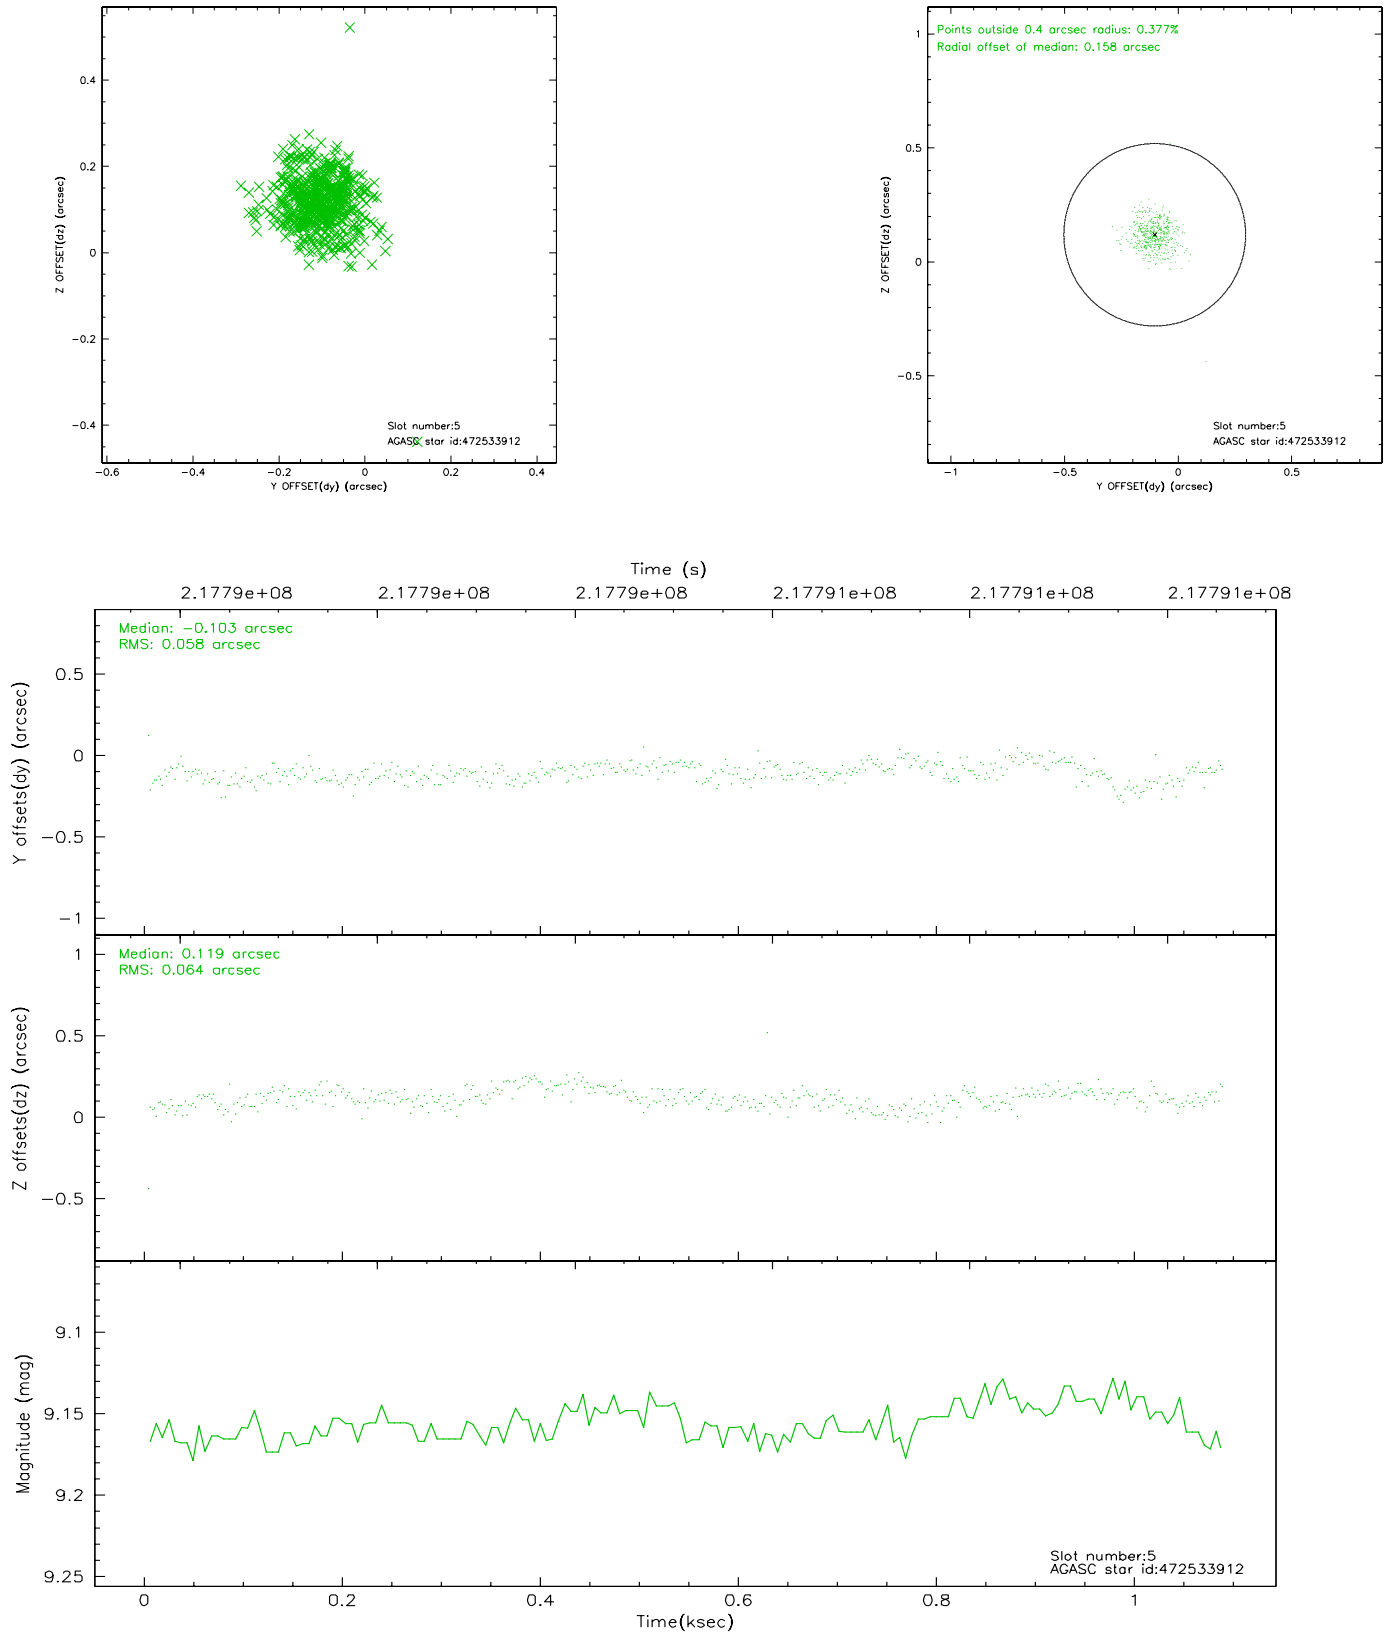 0.4
0.2
0
−0.2
−0.4
Z OFFSET(dz) (arcsec)
Slot number:5
AGASC star id:472533912
−0.6 −0.4 −0.2 0 0.2 0.4
Y OFFSET(dy) (arcsec)
Points outside 0.4 arcsec radius: 0.377%
Radial offset of median: 0.158 arcsec
1
0.5
0
−0.5
Z OFFSET(dz) (arcsec)
Slot number:5
AGASC star id:472533912
−1 −0.5 0 0.5
Y OFFSET(dy) (arcsec)
Time (s)
2.1779e+08 2.1779e+08 2.1779e+08 2.17791e+08 2.17791e+08 2.17791e+08
Median: −0.103 arcsec
RMS: 0.058 arcsec
0.5
0
−0.5
−1
Y offsets(dy) (arcsec)
Median: 0.119 arcsec
RMS: 0.064 arcsec
1
0.5
0
−0.5
Z offsets(dz) (arcsec)
9.1
9.15
9.2
9.25
Magnitude (mag)
Slot number:5
AGASC star id:472533912
0 0.2 0.4 0.6 0.8 1
Time(ksec)